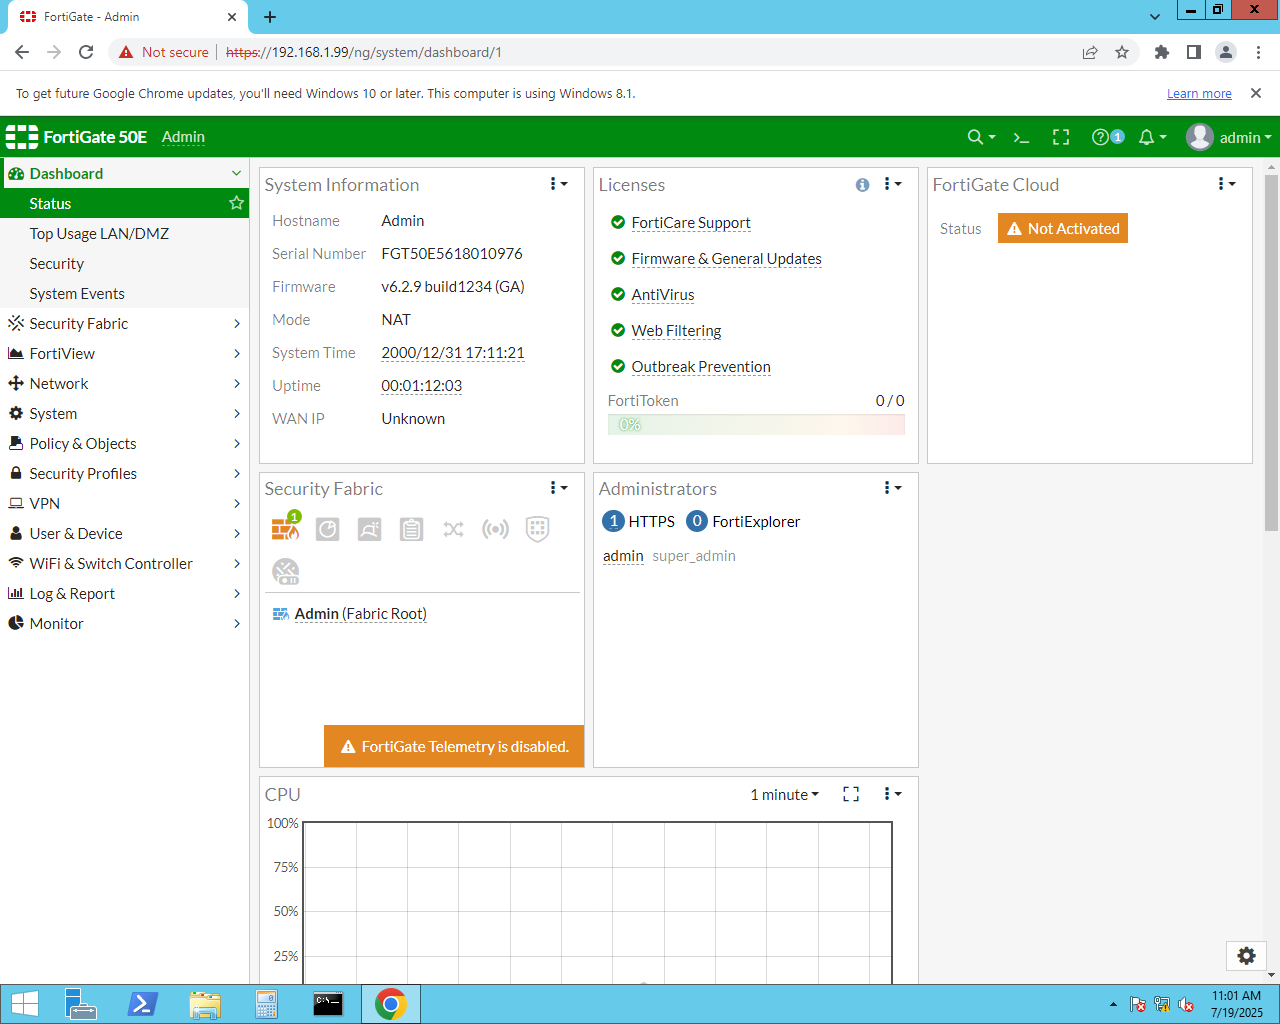 FortiGate - Admin
Not secure
https://192.168.1.99/ng/system/dashboard/1
To get future Google Chrome updates, you'll need Windows 10 or later. This computer is using Windows 8.1.
Learn more
FortiGate 50E
Admin
1
admin
Dashboard
Status
Top Usage LAN/DMZ
Security
System Events
Security Fabric
FortiView
Network
System
Policy & Objects
Security Profiles
VPN
User & Device
WiFi & Switch Controller
Log & Report
Monitor
System Information
Hostname Admin
Serial Number FGT50E5618010976
Firmware v6.2.9 build1234 (GA)
Mode NAT
System Time 2000/12/31 17:11:21
Uptime 00:01:12:03
WAN IP Unknown
Licenses
FortiCare Support
Firmware & General Updates
AntiVirus
Web Filtering
Outbreak Prevention
FortiToken 0 / 0
0%
FortiGate Cloud
Status Not Activated
Security Fabric
1
Admin (Fabric Root)
FortiGate Telemetry is disabled.
Administrators
1 HTTPS 0 FortiExplorer
admin super_admin
CPU
1 minute
100%
75%
50%
25%
11:01 AM
7/19/2025